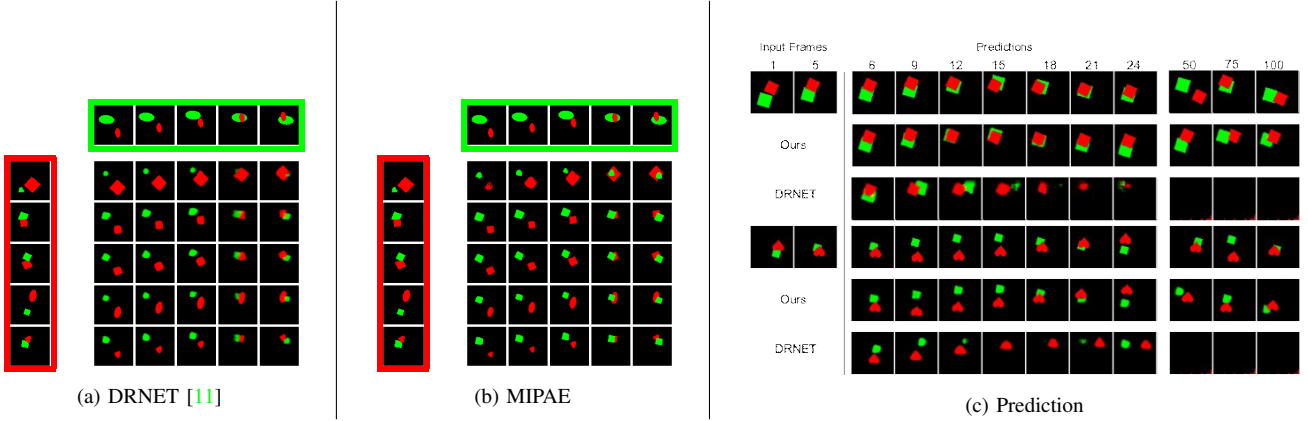 Input Frames Predictions
1 5 6 9 12 15 18 21 24 50 75 100
Ours
DRNET
Ours
DRNET
(a) DRNET [11]
(b) MIPAE
(c) Prediction